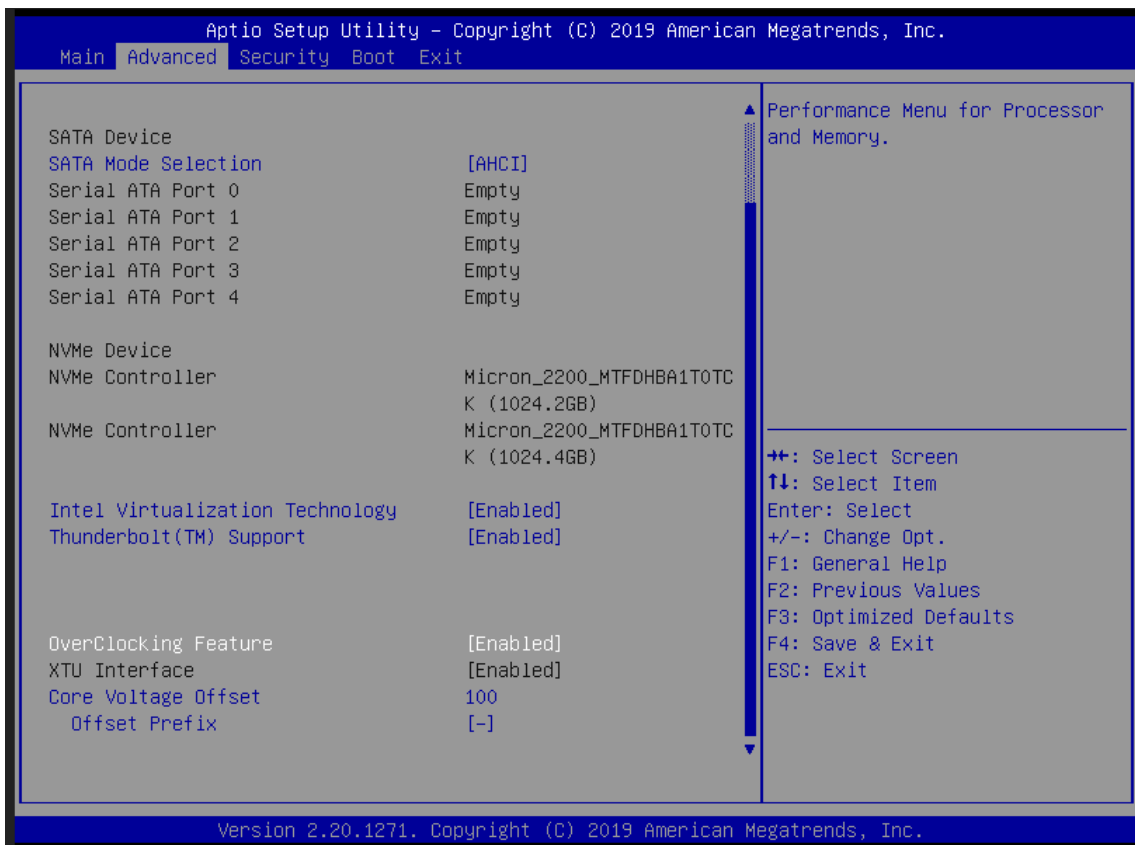 Aptio Setup Utility – Copyright (C) 2019 American Megatrends, Inc.
Main Advanced Security Boot Exit
SATA Device
SATA Mode Selection [AHCI]
Serial ATA Port 0 Empty
Serial ATA Port 1 Empty
Serial ATA Port 2 Empty
Serial ATA Port 3 Empty
Serial ATA Port 4 Empty
NVMe Device
NVMe Controller Micron_2200_MTFDHBA1T0TC
K (1024.2GB)
NVMe Controller Micron_2200_MTFDHBA1T0TC
K (1024.4GB)
Intel Virtualization Technology [Enabled]
Thunderbolt(TM) Support [Enabled]
OverClocking Feature [Enabled]
XTU Interface [Enabled]
Core Voltage Offset 100
Offset Prefix [-]
Performance Menu for Processor
and Memory.
→←: Select Screen
↑↓: Select Item
Enter: Select
+/-: Change Opt.
F1: General Help
F2: Previous Values
F3: Optimized Defaults
F4: Save & Exit
ESC: Exit
Version 2.20.1271. Copyright (C) 2019 American Megatrends, Inc.